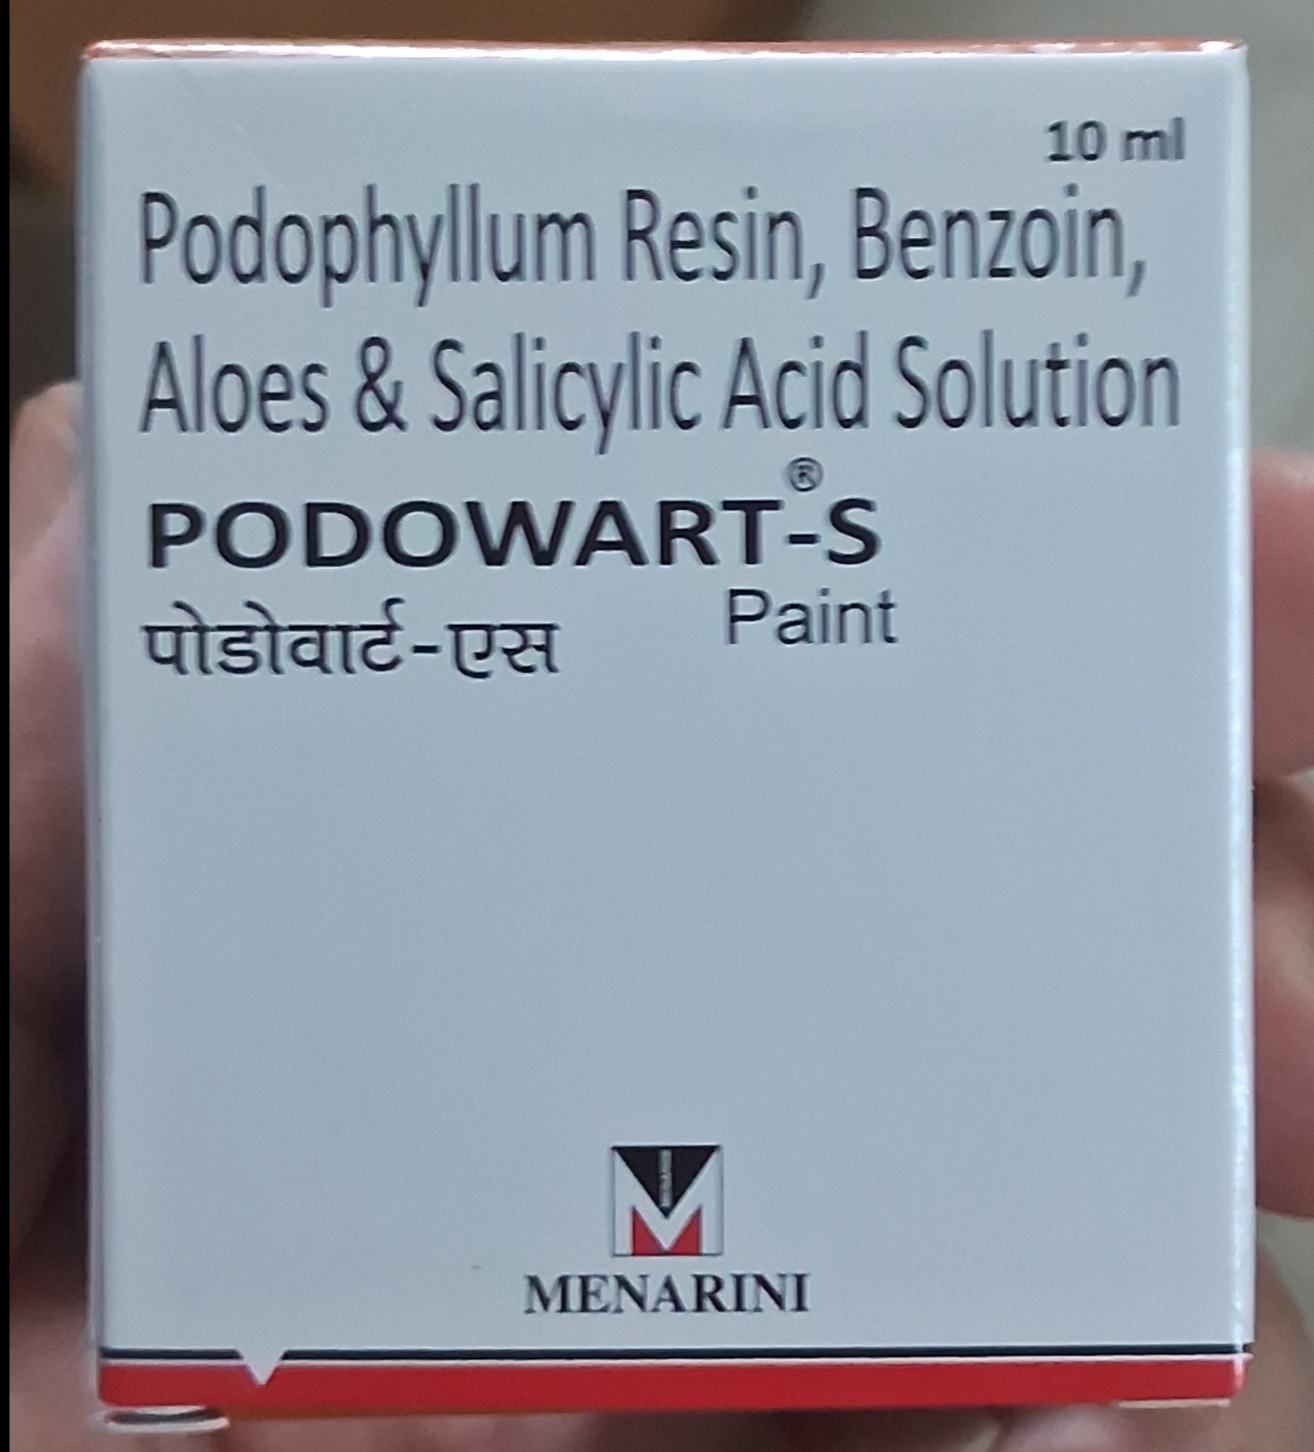 10 ml
Podophyllum Resin, Benzoin,
Aloes & Salicylic Acid Solution
PODOWART®-S
Paint
पोडोवार्ट-एस
MENARINI